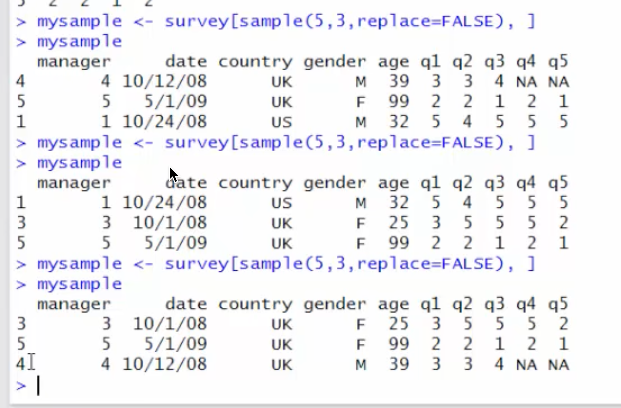 > mysample <- survey[sample(5,3,replace=FALSE), ]
> mysample
  manager     date country gender age q1 q2 q3 q4 q5
4       4 10/12/08      UK      M  39  3  3  4 NA NA
5       5   5/1/09      UK      F  99  2  2  1  2  1
1       1 10/24/08      US      M  32  5  4  5  5  5
> mysample <- survey[sample(5,3,replace=FALSE), ]
> mysample
  manager     date country gender age q1 q2 q3 q4 q5
1       1 10/24/08      US      M  32  5  4  5  5  5
3       3  10/1/08      UK      F  25  3  5  5  5  2
5       5   5/1/09      UK      F  99  2  2  1  2  1
> mysample <- survey[sample(5,3,replace=FALSE), ]
> mysample
  manager     date country gender age q1 q2 q3 q4 q5
3       3  10/1/08      UK      F  25  3  5  5  5  2
5       5   5/1/09      UK      F  99  2  2  1  2  1
4       4 10/12/08      UK      M  39  3  3  4 NA NA
>